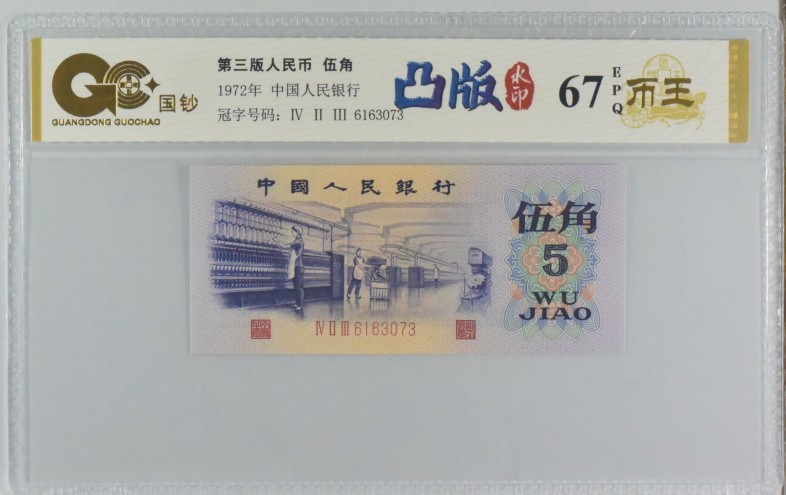 GC 国钞
GUANGDONG GUOCHAO
第三版人民币 伍角
1972年 中国人民银行
冠字号码: Ⅳ Ⅱ Ⅲ 6163073
凸版
水印
67 EPQ
币王
中國人民銀行
伍角
5
WU
JIAO
Ⅳ Ⅱ Ⅲ 6163073